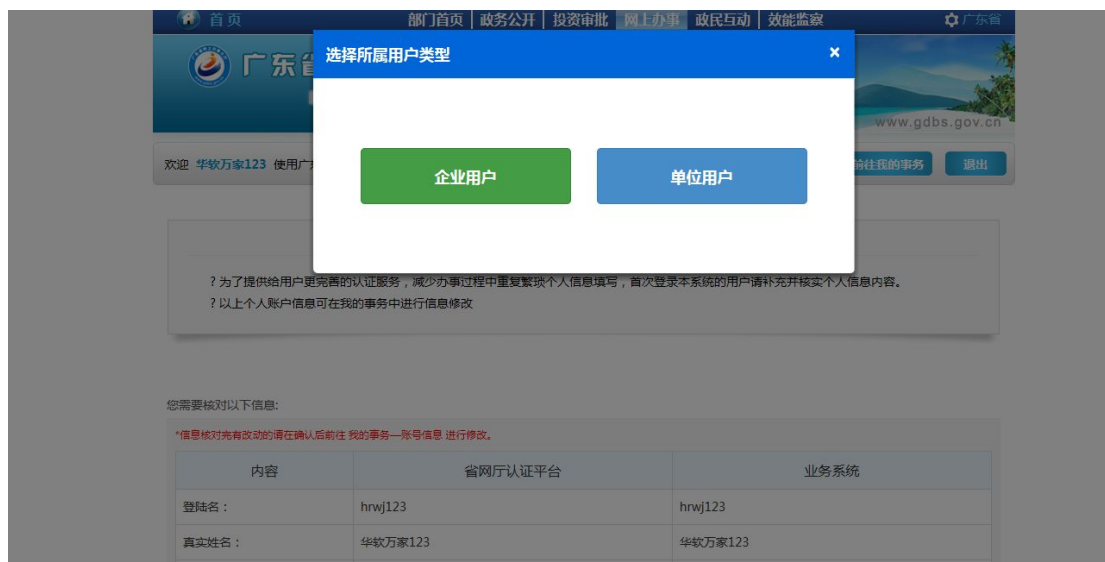 首页 部门首页 政务公开 投资审批 网上办事 政民互动 效能监察 广东省
广东省
www.gdbs.gov.cn
选择所属用户类型 ×
欢迎 华软万家123 使用广
前往我的事务 退出
企业用户 单位用户
? 为了提供给用户更完善的认证服务，减少办事过程中重复繁琐个人信息填写，首次登录本系统的用户请补充并核实个人信息内容。
? 以上个人账户信息可在我的事务中进行信息修改
您需要核对以下信息:
*信息核对完有改动的请在确认后前往 我的事务—账号信息 进行修改。
内容 省网厅认证平台 业务系统
登陆名： hrwj123 hrwj123
真实姓名： 华软万家123 华软万家123